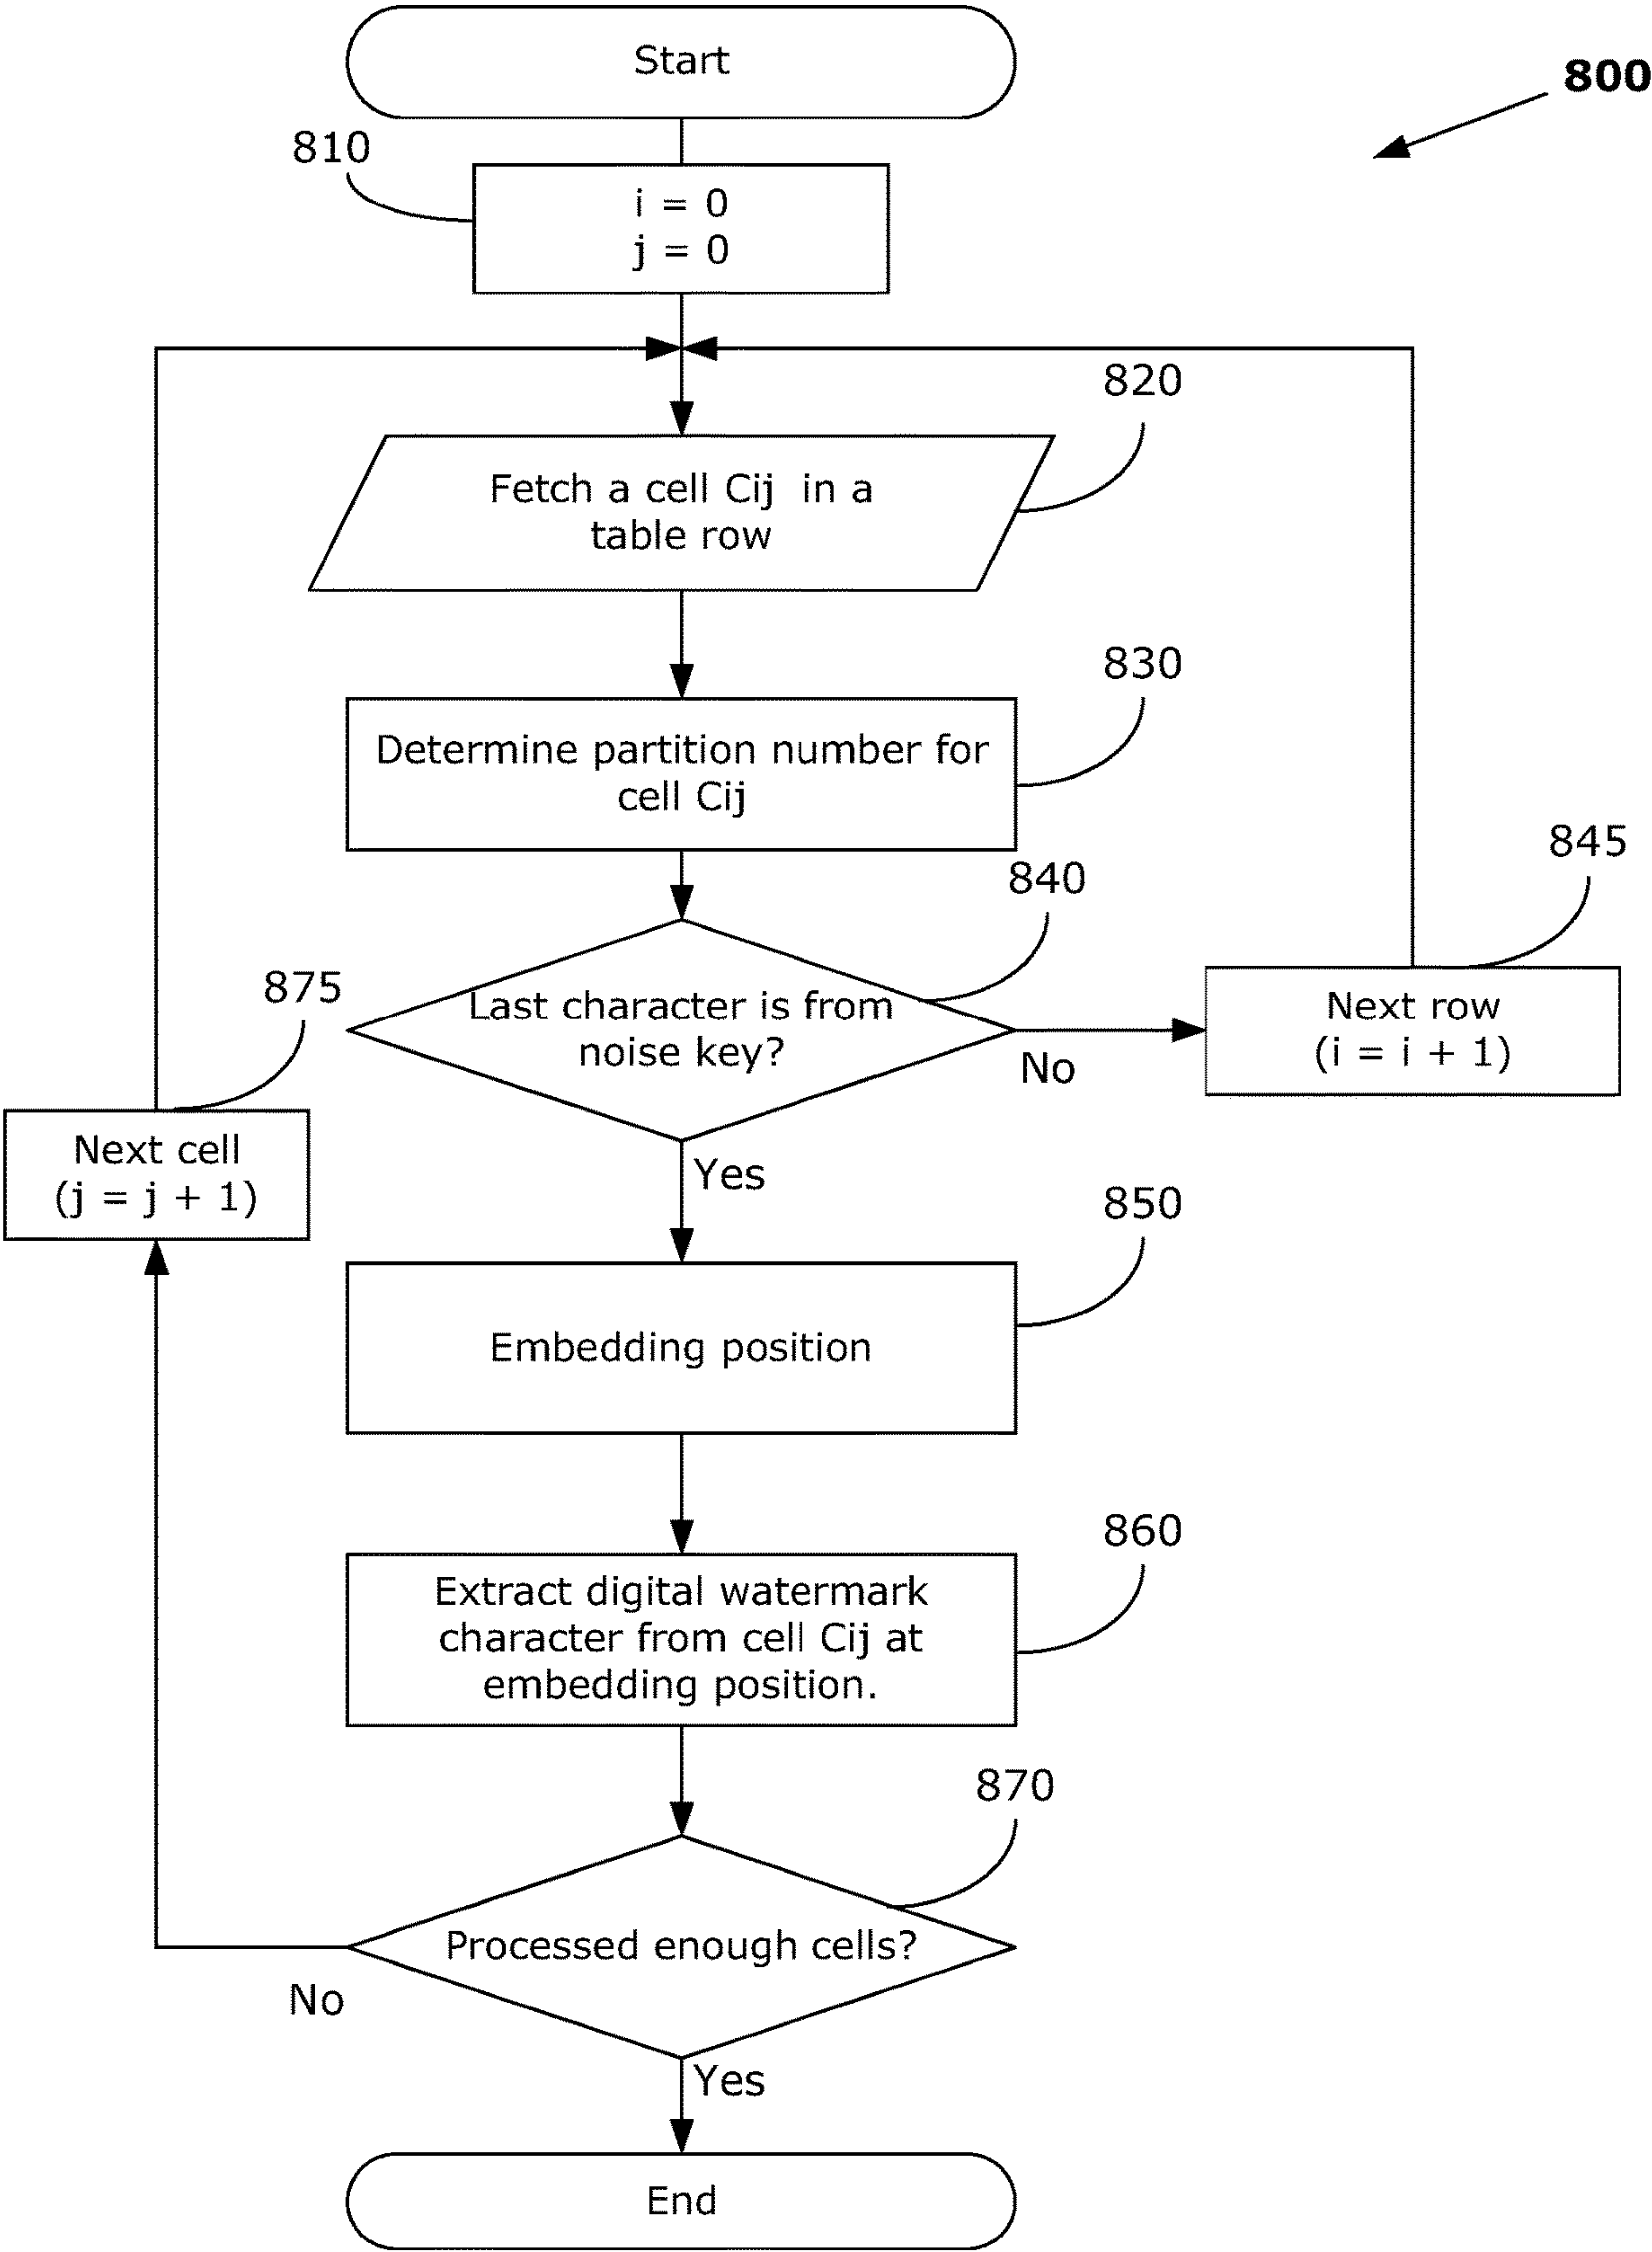 Start
800
810
i = 0
j = 0
820
Fetch a cell Cij in a
table row
830
Determine partition number for
cell Cij
840
845
Last character is from
noise key?
No
Next row
(i = i + 1)
875
Next cell
(j = j + 1)
Yes
850
Embedding position
860
Extract digital watermark
character from cell Cij at
embedding position.
870
Processed enough cells?
No
Yes
End